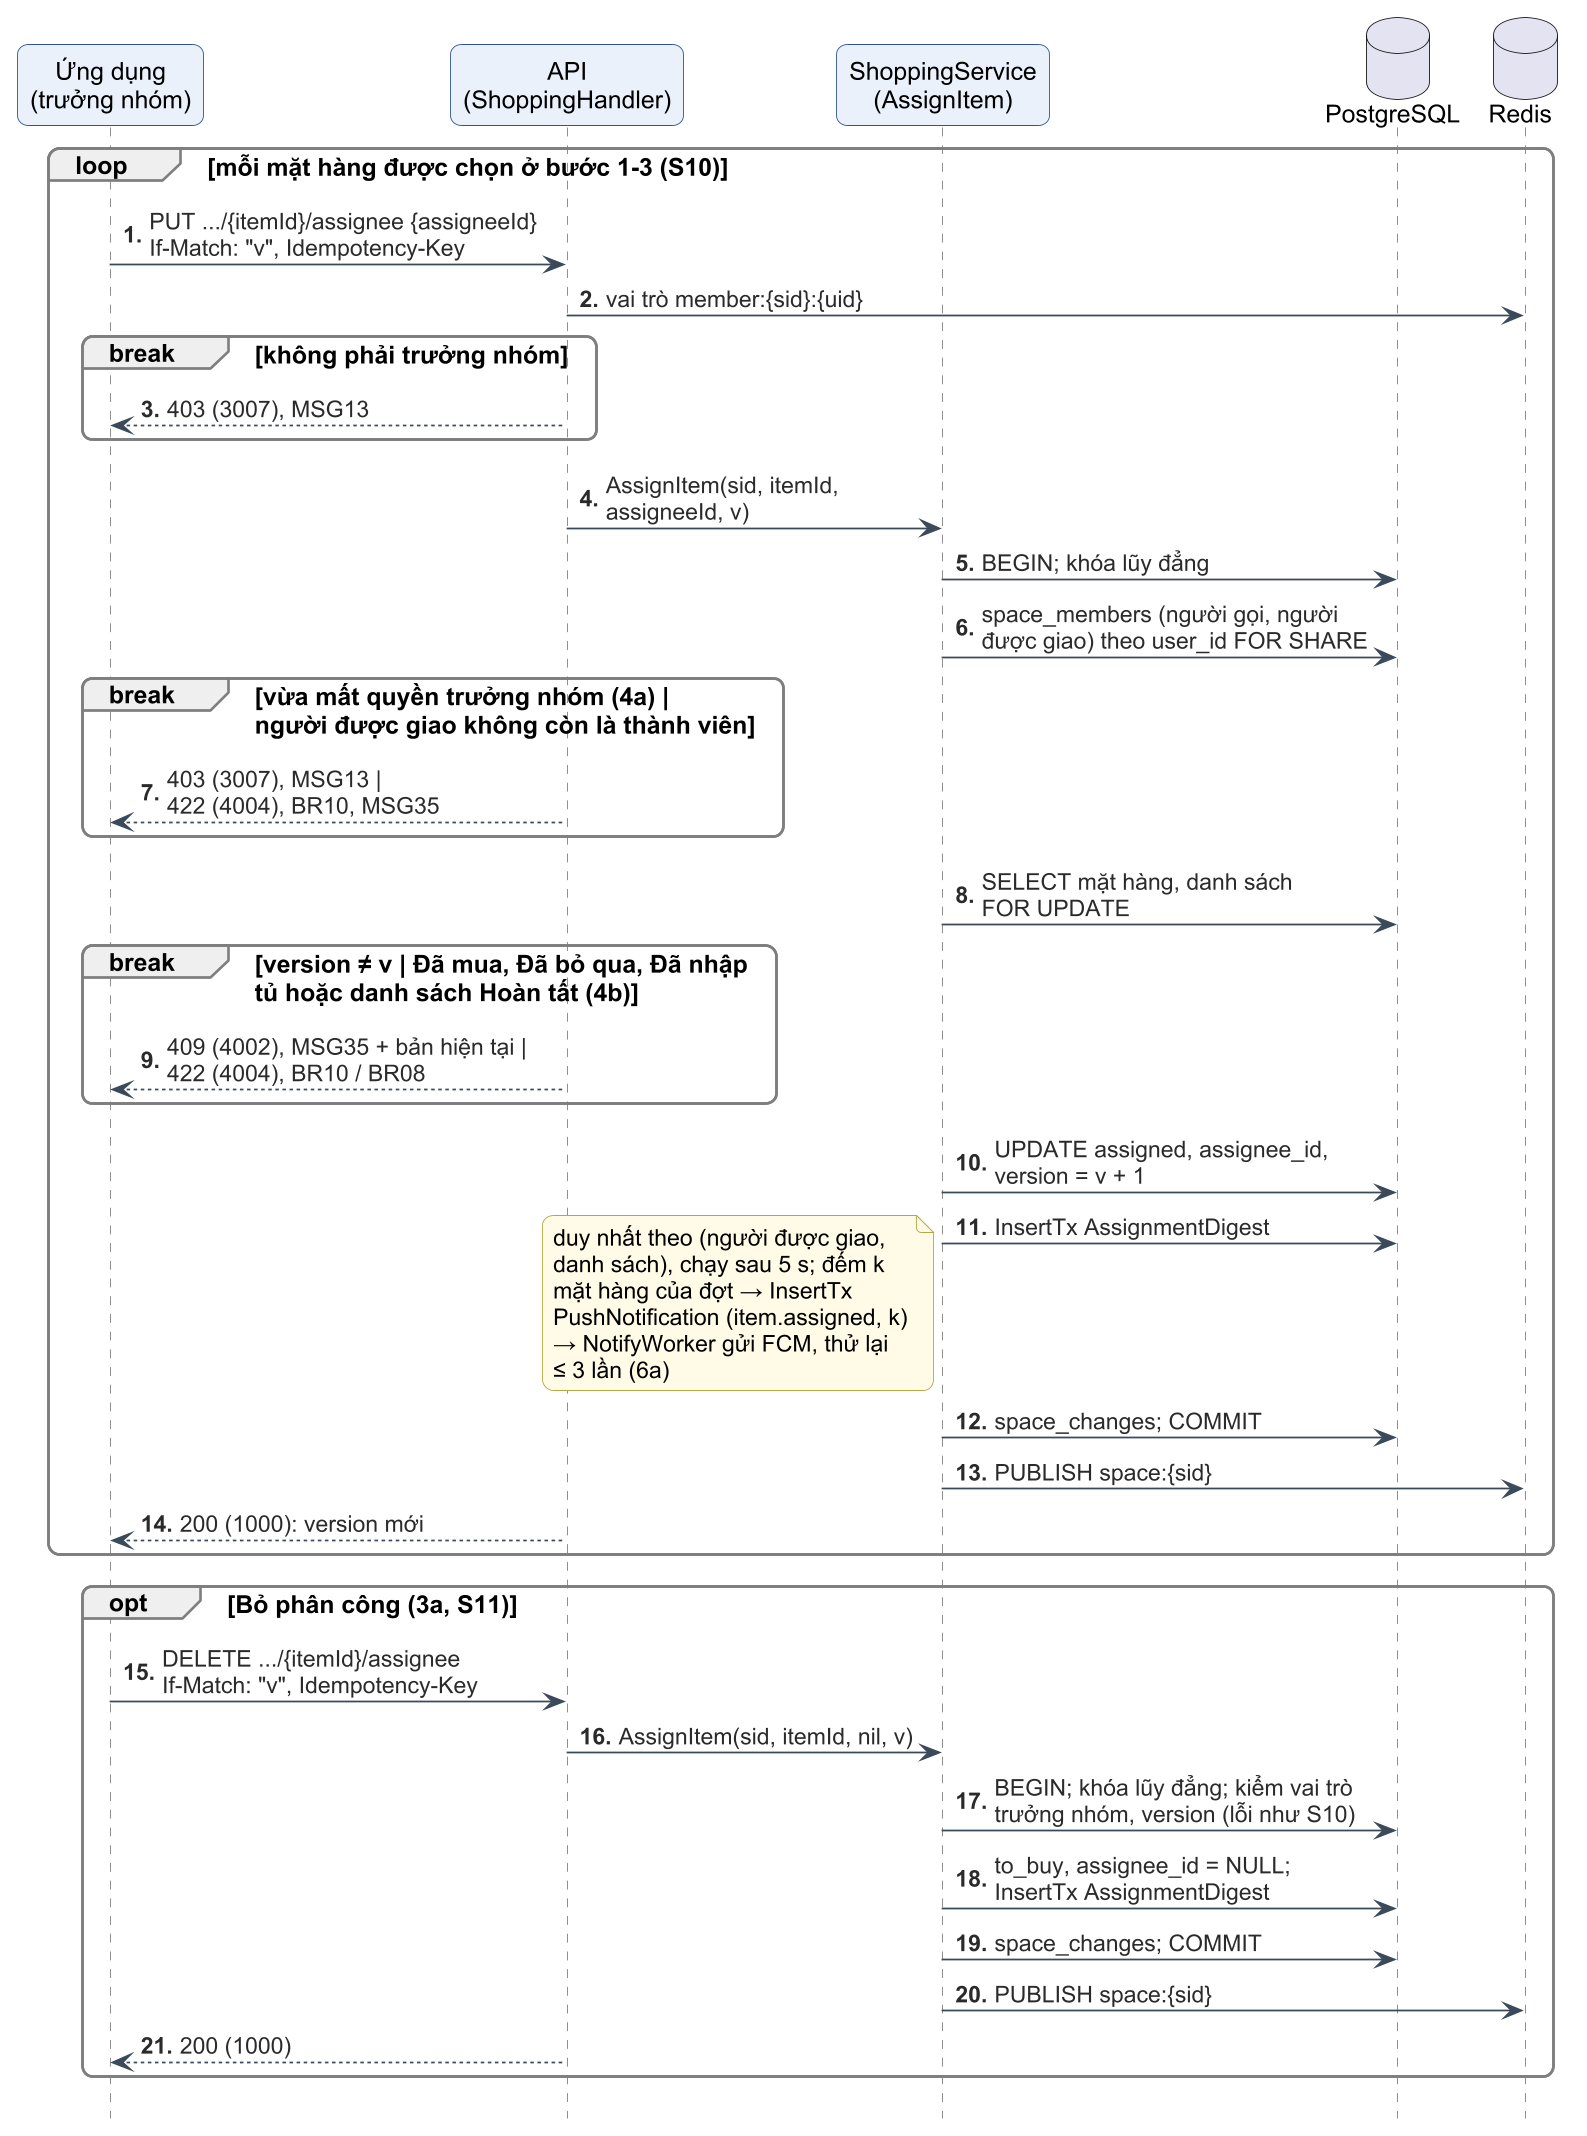 Ứng dụng
(trưởng nhóm)
API
(ShoppingHandler)
ShoppingService
(AssignItem)
PostgreSQL
Redis
loop
[mỗi mặt hàng được chọn ở bước 1-3 (S10)]
1. PUT .../{itemId}/assignee {assigneeId}
If-Match: "v", Idempotency-Key
2. vai trò member:{sid}:{uid}
break
[không phải trưởng nhóm]
3. 403 (3007), MSG13
4. AssignItem(sid, itemId,
assigneeId, v)
5. BEGIN; khóa lũy đẳng
6. space_members (người gọi, người
được giao) theo user_id FOR SHARE
break
[vừa mất quyền trưởng nhóm (4a) |
người được giao không còn là thành viên]
7. 403 (3007), MSG13 |
422 (4004), BR10, MSG35
8. SELECT mặt hàng, danh sách
FOR UPDATE
break
[version ≠ v | Đã mua, Đã bỏ qua, Đã nhập
tủ hoặc danh sách Hoàn tất (4b)]
9. 409 (4002), MSG35 + bản hiện tại |
422 (4004), BR10 / BR08
10. UPDATE assigned, assignee_id,
version = v + 1
11. InsertTx AssignmentDigest
duy nhất theo (người được giao,
danh sách), chạy sau 5 s; đếm k
mặt hàng của đợt → InsertTx
PushNotification (item.assigned, k)
→ NotifyWorker gửi FCM, thử lại
≤ 3 lần (6a)
12. space_changes; COMMIT
13. PUBLISH space:{sid}
14. 200 (1000): version mới
opt
[Bỏ phân công (3a, S11)]
15. DELETE .../{itemId}/assignee
If-Match: "v", Idempotency-Key
16. AssignItem(sid, itemId, nil, v)
17. BEGIN; khóa lũy đẳng; kiểm vai trò
trưởng nhóm, version (lỗi như S10)
18. to_buy, assignee_id = NULL;
InsertTx AssignmentDigest
19. space_changes; COMMIT
20. PUBLISH space:{sid}
21. 200 (1000)